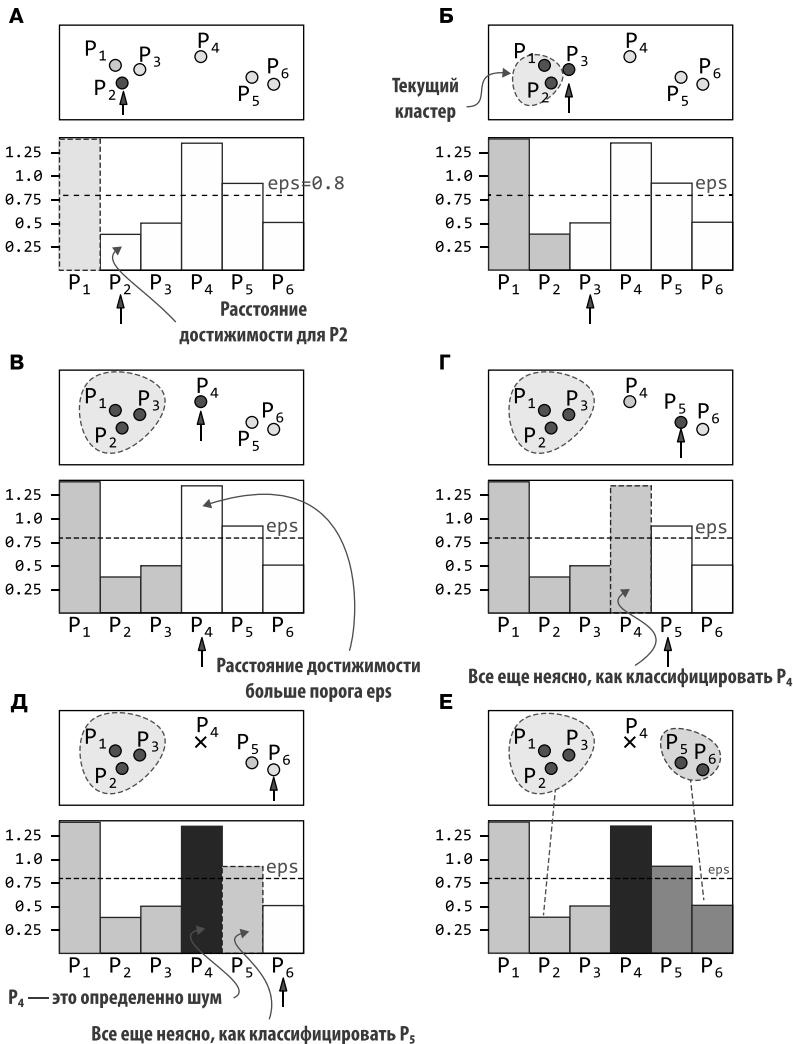 А
P1 P3 P4
P2 P5 P6
1.25
1.0
eps=0.8
0.75
0.5
0.25
P1 P2 P3 P4 P5 P6
Расстояние
достижимости для P2
Б
P1 P3 P4
P2 P5 P6
Текущий
кластер
1.25
1.0
eps
0.75
0.5
0.25
P1 P2 P3 P4 P5 P6
В
P1 P3 P4
P2 P5 P6
1.25
1.0
eps
0.75
0.5
0.25
P1 P2 P3 P4 P5 P6
Расстояние достижимости
больше порога eps
Г
P1 P3 P4
P2 P5 P6
1.25
1.0
eps
0.75
0.5
0.25
P1 P2 P3 P4 P5 P6
Все еще неясно, как классифицировать P4
Д
P1 P3 P4
P2 P5 P6
1.25
1.0
eps
0.75
0.5
0.25
P1 P2 P3 P4 P5 P6
P4 — это определенно шум
Все еще неясно, как классифицировать P5
Е
P1 P3 P4
P2 P5 P6
1.25
1.0
eps
0.75
0.5
0.25
P1 P2 P3 P4 P5 P6